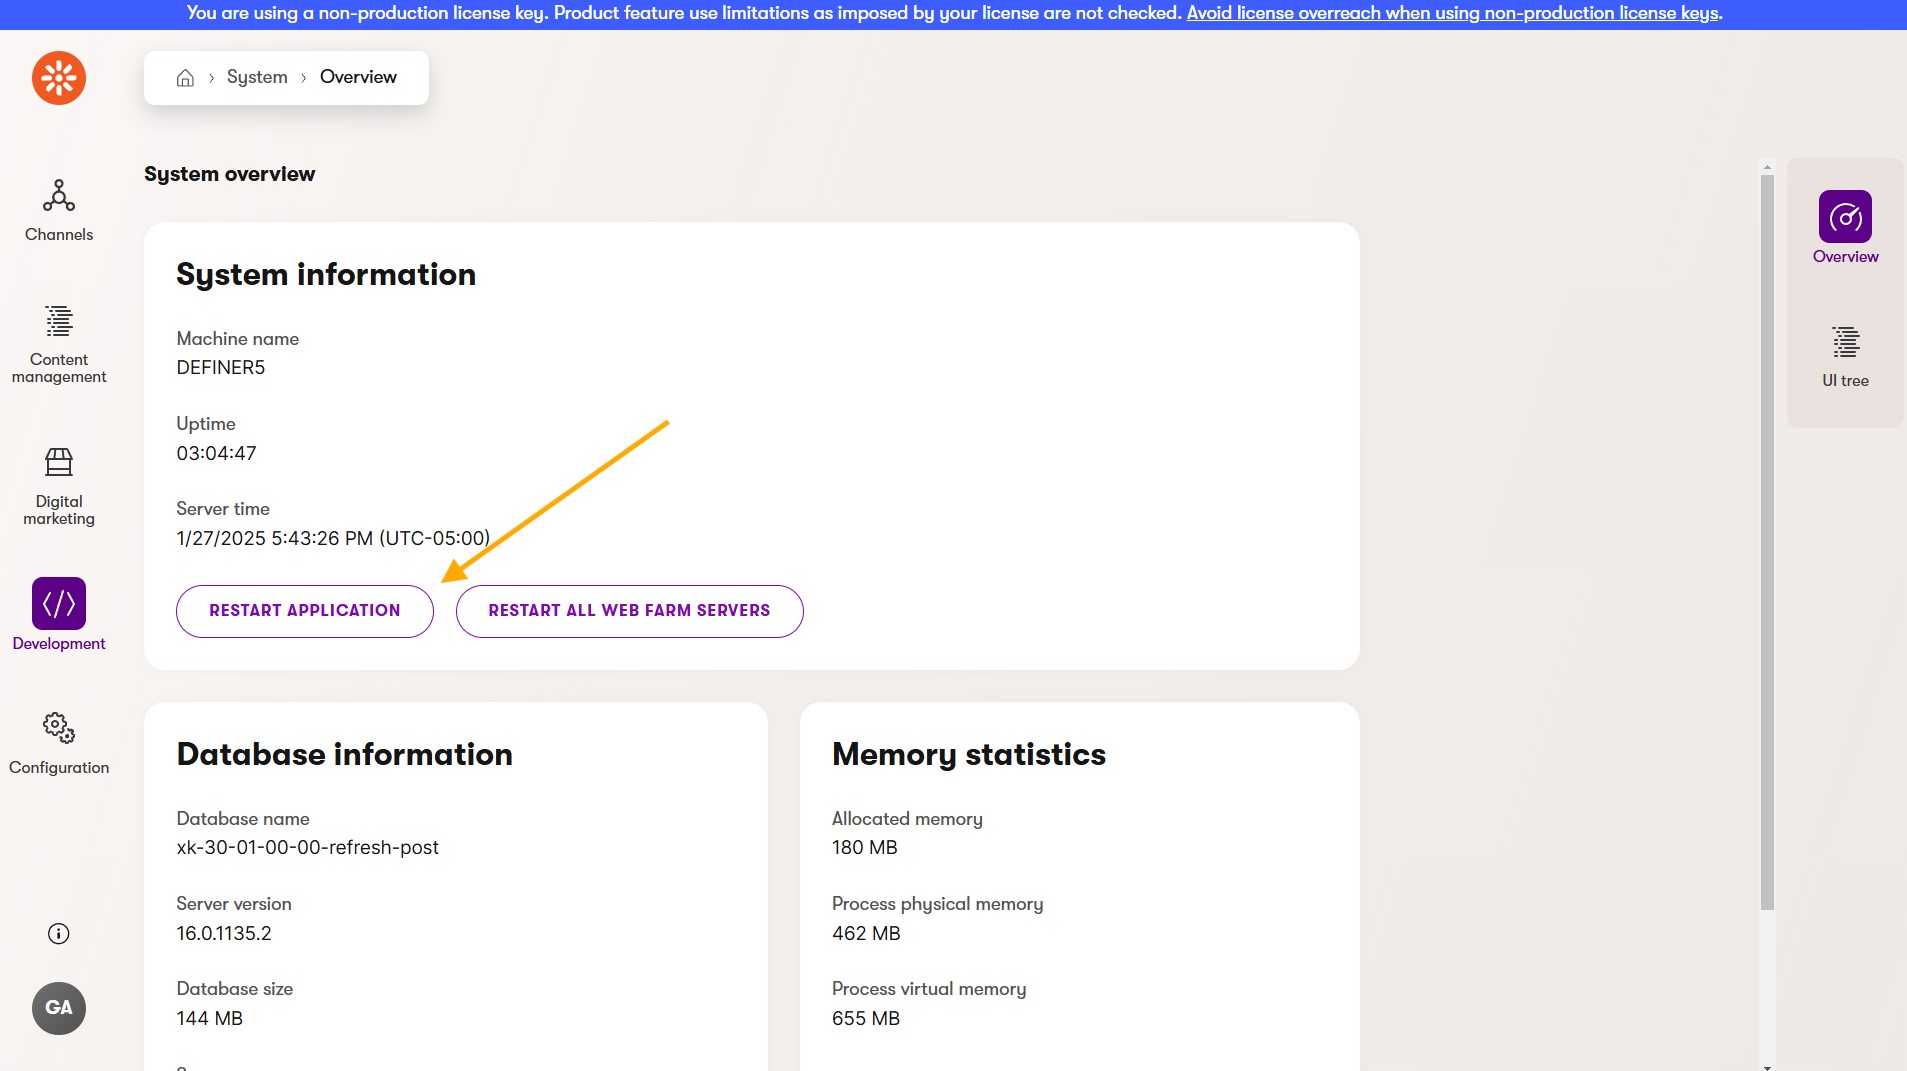 You are using a non-production license key. Product feature use limitations as imposed by your license are not checked. Avoid license overreach when using non-production license keys.
System
Overview
Channels
Content
management
Digital
marketing
Development
Configuration
GA
System overview
System information
Machine name
DEFINER5
Uptime
03:04:47
Server time
1/27/2025 5:43:26 PM (UTC-05:00)
RESTART APPLICATION
RESTART ALL WEB FARM SERVERS
Database information
Database name
xk-30-01-00-00-refresh-post
Server version
16.0.1135.2
Database size
144 MB
Memory statistics
Allocated memory
180 MB
Process physical memory
462 MB
Process virtual memory
655 MB
Overview
UI tree